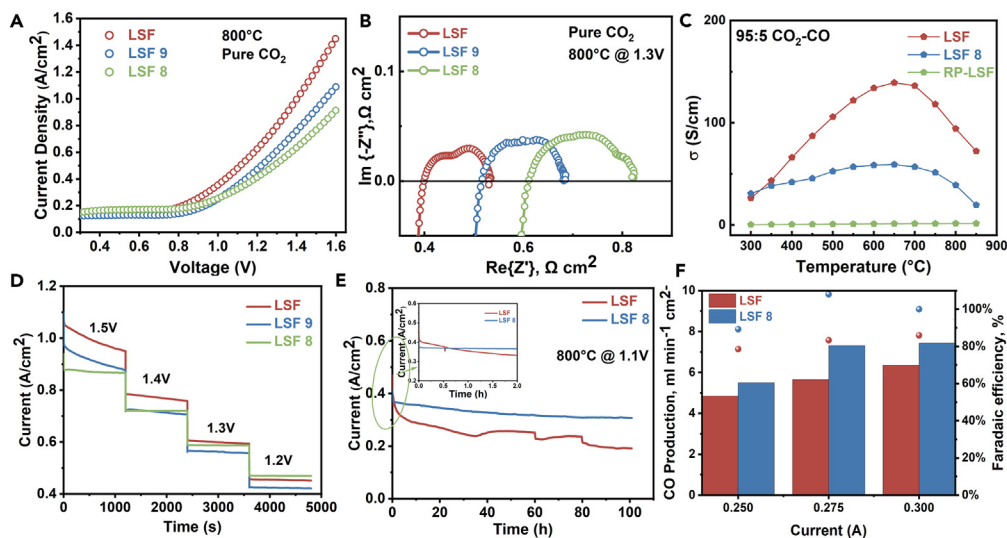 A
LSF
LSF 9
LSF 8
800°C
Pure CO2
Current Density (A/cm2)
1.6
1.4
1.2
1.0
0.8
0.6
0.4
0.2
0.0
0.4 0.6 0.8 1.0 1.2 1.4 1.6
Voltage (V)
B
LSF
LSF 9
LSF 8
Pure CO2
800°C @ 1.3V
Im {-Z''},Ω cm2
0.1
0.0
0.4 0.6 0.8
Re{Z'}, Ω cm2
C
95:5 CO2-CO
LSF
LSF 8
RP-LSF
σ (S/cm)
200
100
0
300 400 500 600 700 800
Temperature (°C)
D
LSF
LSF 9
LSF 8
1.5V
1.4V
1.3V
1.2V
Current (A/cm2)
1.0
0.8
0.6
0.4
0 1000 2000 3000 4000 5000
Time (s)
E
LSF
LSF 8
800°C @ 1.1V
Current (A/cm2)
0.8
0.6
0.4
0.2
0.0
0 20 40 60 80 100
Time (h)
LSF
LSF 8
Current (A/cm2)
0.6
0.5
0.4
0.3
0.2
0.0 0.5 1.0 1.5 2.0
Time (h)
F
LSF
LSF 8
CO Production, ml min-1 cm2-
10
8
6
4
2
0
0.250 0.275 0.300
Current (A)
100%
80%
60%
40%
20%
0%
Faradaic efficiency, %